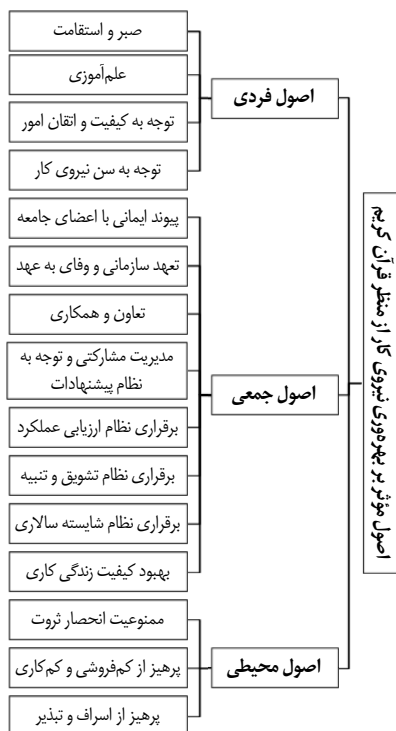 اصول مؤثر بر بهره‌وری نیروی کار از منظر قرآن کریم
اصول فردی
صبر و استقامت
علم‌آموزی
توجه به کیفیت و اتقان امور
توجه به سن نیروی کار
اصول جمعی
پیوند ایمانی با اعضای جامعه
تعهد سازمانی و وفای به عهد
تعاون و همکاری
مدیریت مشارکتی و توجه به
نظام پیشنهادات
برقراری نظام ارزیابی عملکرد
برقراری نظام تشویق و تنبیه
برقراری نظام شایسته سالاری
بهبود کیفیت زندگی کاری
اصول محیطی
ممنوعیت انحصار ثروت
پرهیز از کم‌فروشی و کم‌کاری
پرهیز از اسراف و تبذیر